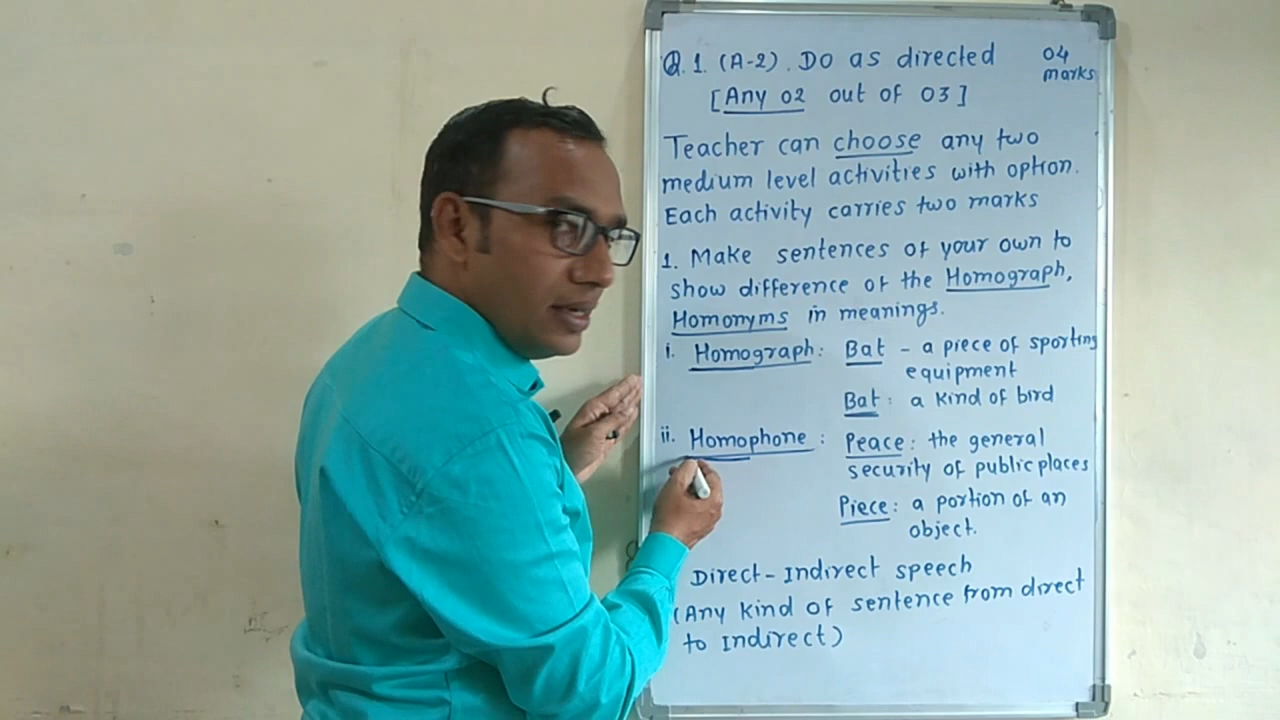 Q.1. (A-2). Do as directed 04 marks
[Any 02 out of 03]
Teacher can choose any two
medium level activities with option.
Each activity carries two marks
1. Make sentences of your own to
show difference of the Homograph,
Homonyms in meanings.
i. Homograph: Bat - a piece of sporting
equipment
Bat: a kind of bird
ii. Homophone: Peace: the general
security of public places
Piece: a portion of an
object.
Direct-Indirect speech
(Any kind of sentence from direct
to Indirect)